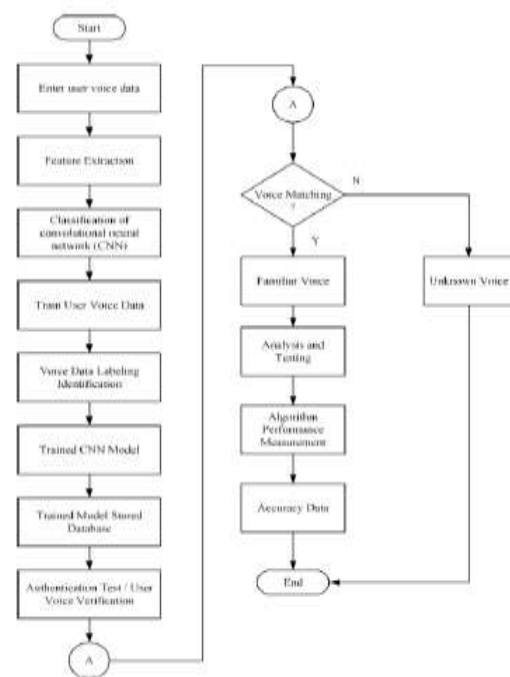 Start
Enter user voice data
Feature Extraction
Classification of
convolutional neural
network (CNN)
Train User Voice Data
Voice Data Labeling
Identification
Trained CNN Model
Trained Model Stored
Database
Authentication Test / User
Voice Verification
A
A
Voice Matching
?
N
Y
Familiar Voice
Unknown Voice
Analysis and
Testing
Algorithm
Performance
Measurement
Accuracy Data
End